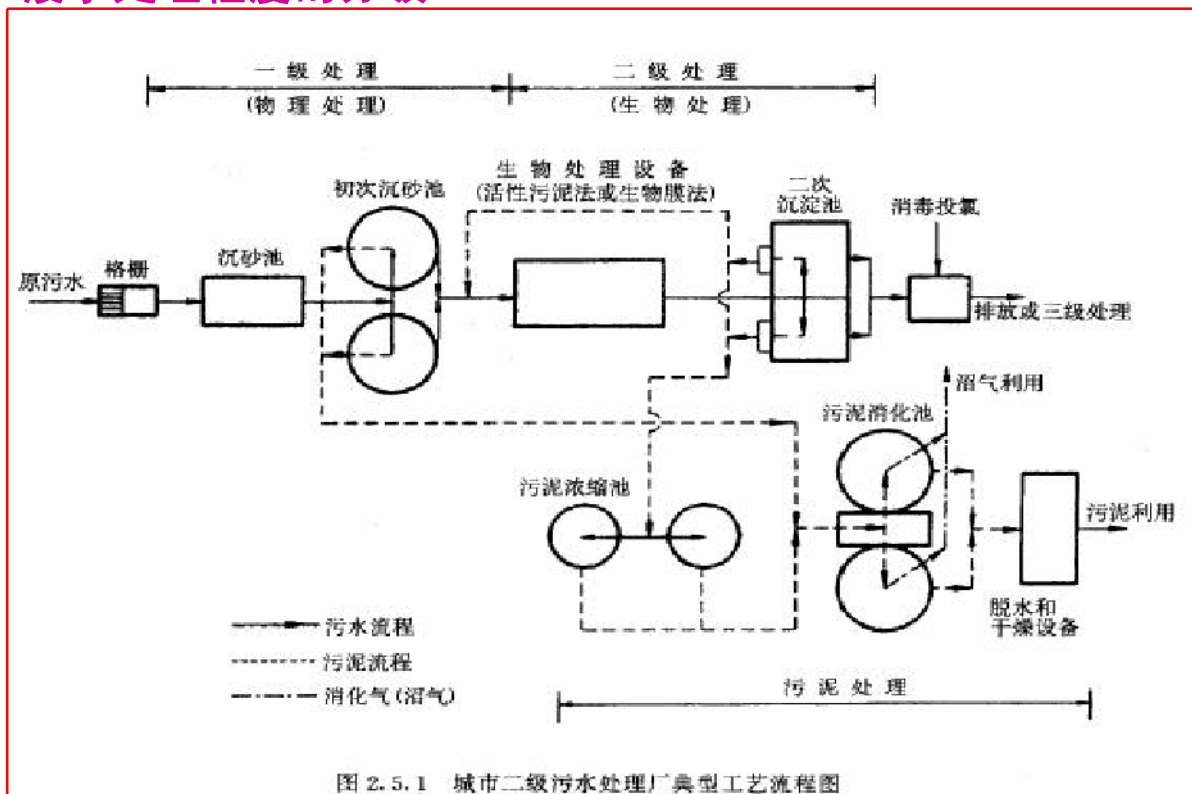 一级处理
(物理处理)
二级处理
(生物处理)
生物处理设备
(活性污泥法或生物膜法)
初次沉砂池
二次
沉淀池
消毒投氯
原污水
格栅
沉砂池
排放或三级处理
沼气利用
污泥消化池
污泥浓缩池
污泥利用
脱水和
干燥设备
污水流程
污泥流程
消化气(沼气)
污泥处理
图 2.5.1 城市二级污水处理厂典型工艺流程图